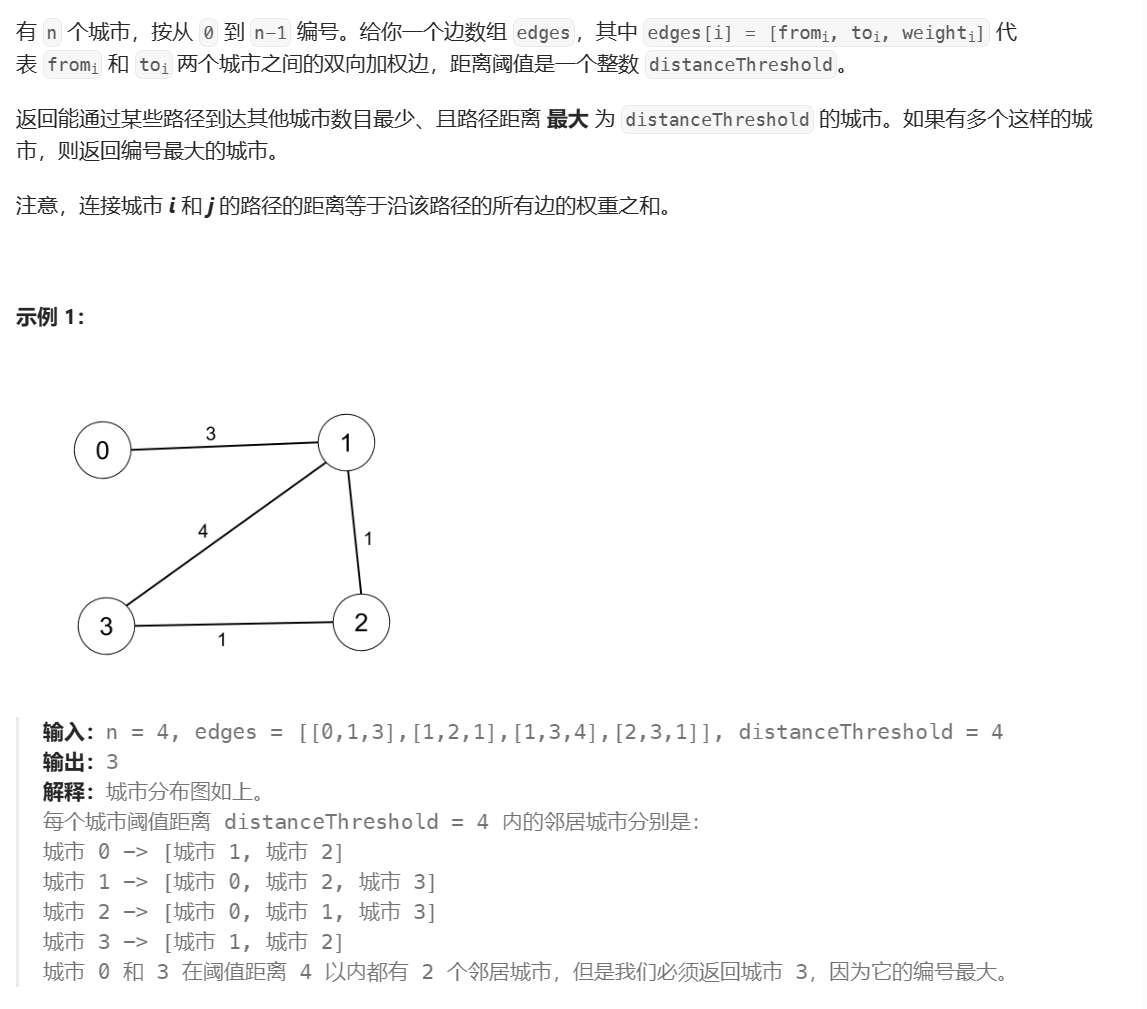 有 n 个城市，按从 0 到 n-1 编号。给你一个边数组 edges，其中 edges[i] = [fromᵢ, toᵢ, weightᵢ] 代
表 fromᵢ 和 toᵢ 两个城市之间的双向加权边，距离阈值是一个整数 distanceThreshold。
返回能通过某些路径到达其他城市数目最少、且路径距离 最大 为 distanceThreshold 的城市。如果有多个这样的城
市，则返回编号最大的城市。
注意，连接城市 i 和 j 的路径的距离等于沿该路径的所有边的权重之和。
示例 1：
3
0
1
4
1
3
2
1
输入：n = 4, edges = [[0,1,3],[1,2,1],[1,3,4],[2,3,1]], distanceThreshold = 4
输出：3
解释：城市分布图如上。
每个城市阈值距离 distanceThreshold = 4 内的邻居城市分别是：
城市 0 -> [城市 1, 城市 2]
城市 1 -> [城市 0, 城市 2, 城市 3]
城市 2 -> [城市 0, 城市 1, 城市 3]
城市 3 -> [城市 1, 城市 2]
城市 0 和 3 在阈值距离 4 以内都有 2 个邻居城市，但是我们必须返回城市 3，因为它的编号最大。